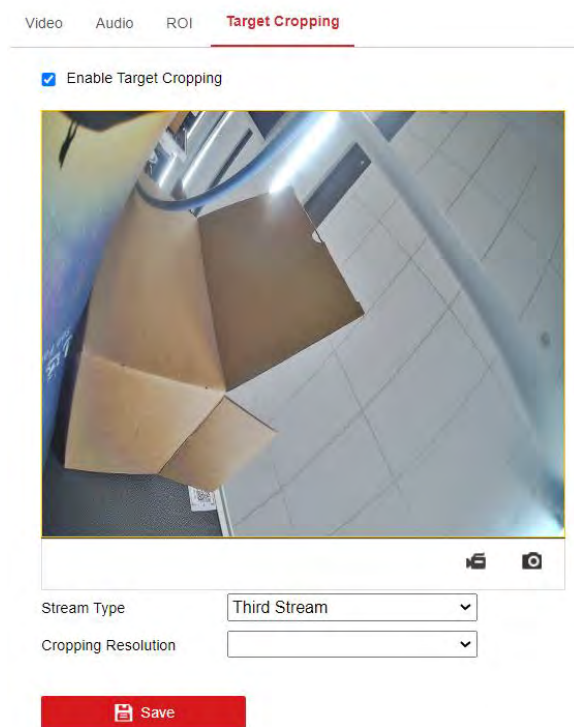 Video Audio ROI Target Cropping
Enable Target Cropping
Stream Type Third Stream
Cropping Resolution
Save